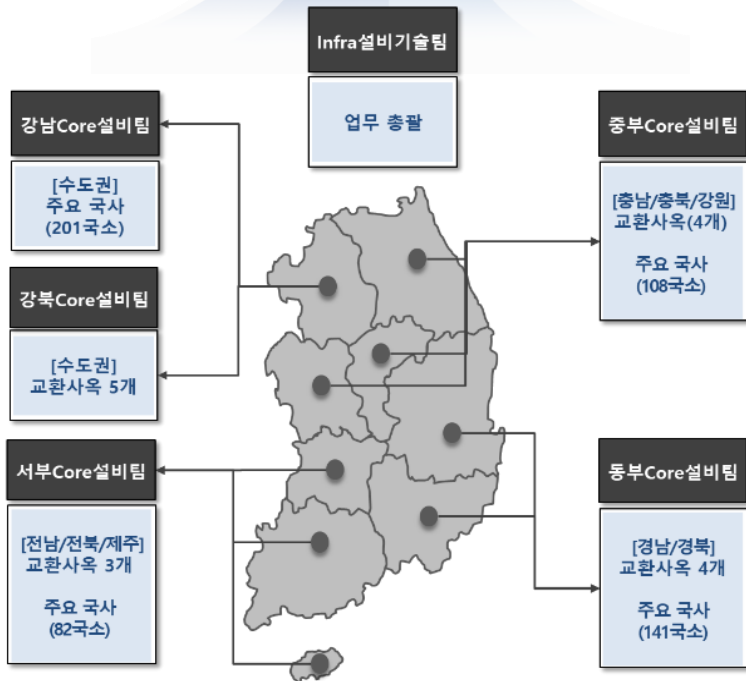 Infra설비기술팀
업무 총괄
강남Core설비팀
[수도권]
주요 국사
(201국소)
강북Core설비팀
[수도권]
교환사옥 5개
서부Core설비팀
[전남/전북/제주]
교환사옥 3개
주요 국사
(82국소)
중부Core설비팀
[충남/충북/강원]
교환사옥(4개)
주요 국사
(108국소)
동부Core설비팀
[경남/경북]
교환사옥 4개
주요 국사
(141국소)